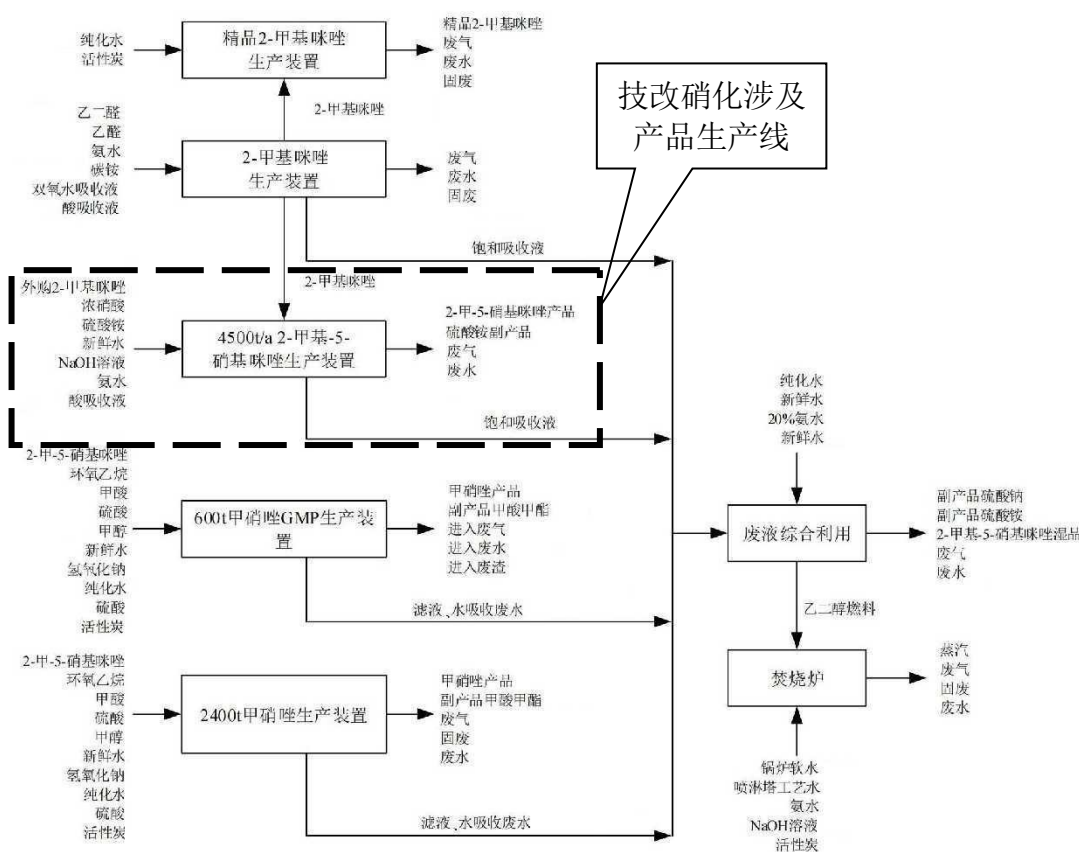 纯化水
活性炭
精品2-甲基咪唑
生产装置
精品2-甲基咪唑
废气
废水
固废
技改硝化涉及
产品生产线
2-甲基咪唑
乙二醛
乙醛
氨水
碳铵
双氧水吸收液
酸吸收液
2-甲基咪唑
生产装置
废气
废水
固废
饱和吸收液
2-甲基咪唑
外购2-甲基咪唑
浓硝酸
硫酸铵
新鲜水
NaOH溶液
氨水
酸吸收液
4500t/a 2-甲基-5-
硝基咪唑生产装置
2-甲-5-硝基咪唑产品
硫酸铵副产品
废气
废水
饱和吸收液
2-甲-5-硝基咪唑
环氧乙烷
甲酸
硫酸
甲醇
新鲜水
氢氧化钠
纯化水
硫酸
活性炭
600t甲硝唑GMP生产装
置
甲硝唑产品
副产品甲酸甲酯
进入废气
进入废水
进入废渣
滤液、水吸收废水
纯化水
新鲜水
20%氨水
新鲜水
废液综合利用
副产品硫酸钠
副产品硫酸铵
2-甲基-5-硝基咪唑湿品
废气
废水
乙二醇燃料
2-甲-5-硝基咪唑
环氧乙烷
甲酸
硫酸
甲醇
新鲜水
氢氧化钠
纯化水
硫酸
活性炭
2400t甲硝唑生产装置
甲硝唑产品
副产品甲酸甲酯
废气
固废
废水
滤液、水吸收废水
焚烧炉
蒸汽
废气
固废
废水
锅炉软水
喷淋塔工艺水
氨水
NaOH溶液
活性炭